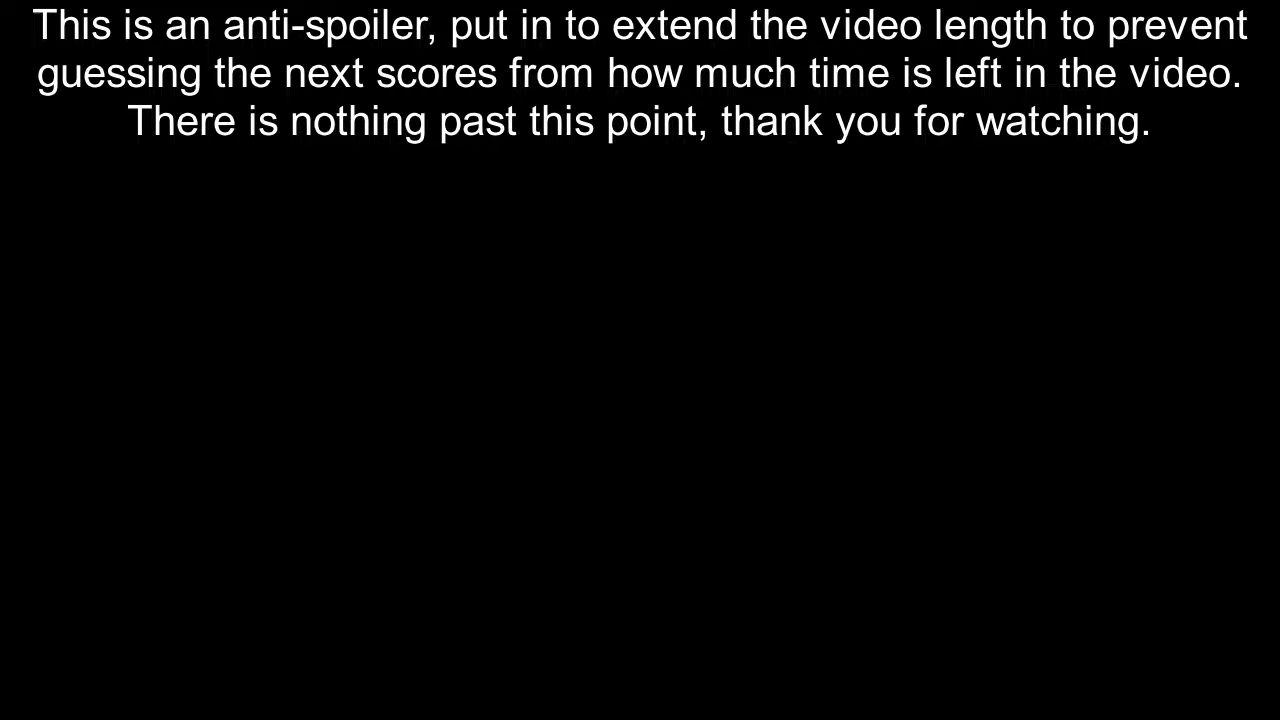 This is an anti-spoiler, put in to extend the video length to prevent
guessing the next scores from how much time is left in the video.
There is nothing past this point, thank you for watching.